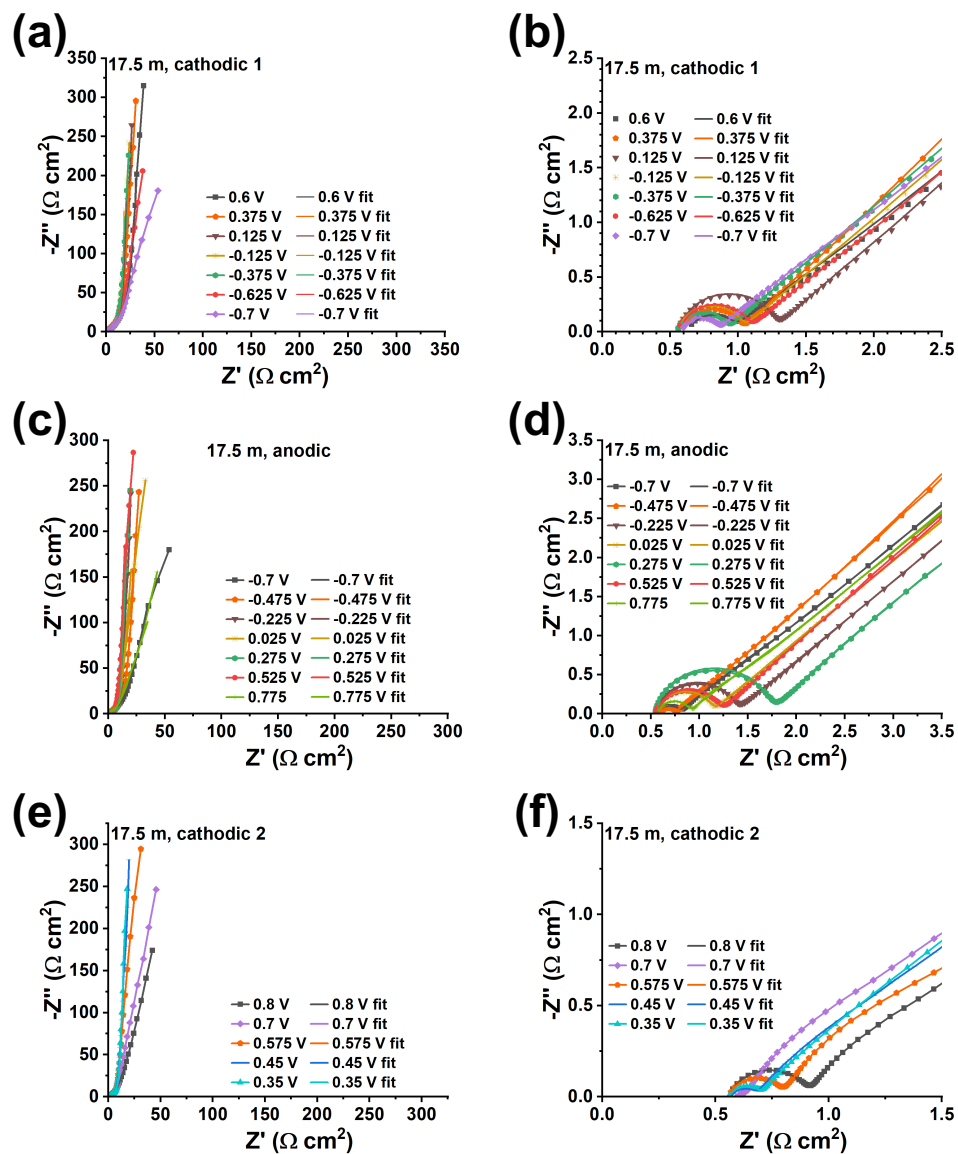 (a)
17.5 m, cathodic 1
350
300
250
200
150
100
50
0
0 50 100 150 200 250 300 350
-Z'' (Ω cm²)
Z' (Ω cm²)
0.6 V 0.6 V fit
0.375 V 0.375 V fit
0.125 V 0.125 V fit
-0.125 V -0.125 V fit
-0.375 V -0.375 V fit
-0.625 V -0.625 V fit
-0.7 V -0.7 V fit
(b)
17.5 m, cathodic 1
2.5
2.0
1.5
1.0
0.5
0.0
0.0 0.5 1.0 1.5 2.0 2.5
-Z'' (Ω cm²)
Z' (Ω cm²)
0.6 V 0.6 V fit
0.375 V 0.375 V fit
0.125 V 0.125 V fit
-0.125 V -0.125 V fit
-0.375 V -0.375 V fit
-0.625 V -0.625 V fit
-0.7 V -0.7 V fit
(c)
17.5 m, anodic
300
250
200
150
100
50
0
0 50 100 150 200 250 300
-Z'' (Ω cm²)
Z' (Ω cm²)
-0.7 V -0.7 V fit
-0.475 V -0.475 V fit
-0.225 V -0.225 V fit
0.025 V 0.025 V fit
0.275 V 0.275 V fit
0.525 V 0.525 V fit
0.775 0.775 V fit
(d)
17.5 m, anodic
3.5
3.0
2.5
2.0
1.5
1.0
0.5
0.0
0.0 0.5 1.0 1.5 2.0 2.5 3.0 3.5
-Z'' (Ω cm²)
Z' (Ω cm²)
-0.7 V -0.7 V fit
-0.475 V -0.475 V fit
-0.225 V -0.225 V fit
0.025 V 0.025 V fit
0.275 V 0.275 V fit
0.525 V 0.525 V fit
0.775 0.775 V fit
(e)
17.5 m, cathodic 2
300
250
200
150
100
50
0
0 50 100 150 200 250 300
-Z'' (Ω cm²)
Z' (Ω cm²)
0.8 V 0.8 V fit
0.7 V 0.7 V fit
0.575 V 0.575 V fit
0.45 V 0.45 V fit
0.35 V 0.35 V fit
(f)
17.5 m, cathodic 2
1.5
1.0
0.5
0.0
0.0 0.5 1.0 1.5
-Z'' (Ω cm²)
Z' (Ω cm²)
0.8 V 0.8 V fit
0.7 V 0.7 V fit
0.575 V 0.575 V fit
0.45 V 0.45 V fit
0.35 V 0.35 V fit